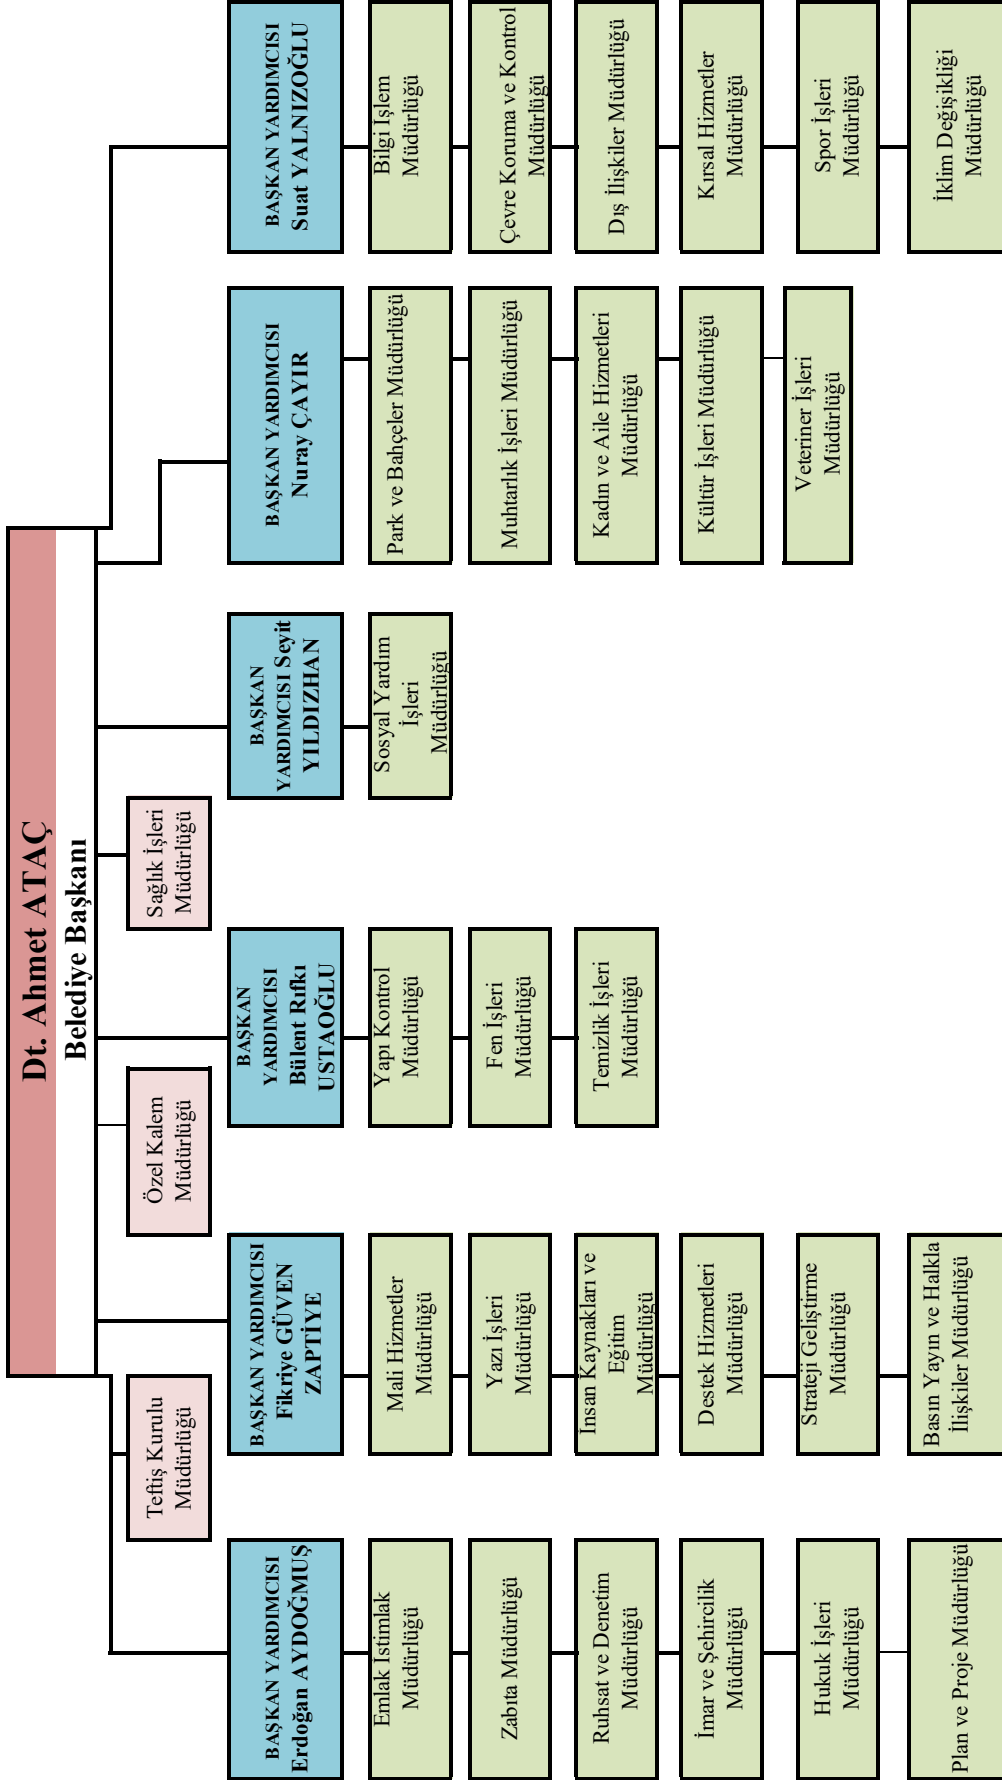 Dt. Ahmet ATAÇ
Belediye Başkanı
Teftiş Kurulu
Müdürlüğü
Özel Kalem
Müdürlüğü
Sağlık İşleri
Müdürlüğü
BAŞKAN YARDIMCISI
Erdoğan AYDOĞMUŞ
Emlak İstimlak
Müdürlüğü
Zabıta Müdürlüğü
Ruhsat ve Denetim
Müdürlüğü
İmar ve Şehircilik
Müdürlüğü
Hukuk İşleri
Müdürlüğü
Plan ve Proje Müdürlüğü
BAŞKAN YARDIMCISI
Fikriye GÜVEN
ZAPTİYE
Mali Hizmetler
Müdürlüğü
Yazı İşleri
Müdürlüğü
İnsan Kaynakları ve
Eğitim
Müdürlüğü
Destek Hizmetleri
Müdürlüğü
Strateji Geliştirme
Müdürlüğü
Basın Yayın ve Halkla
İlişkiler Müdürlüğü
BAŞKAN
YARDIMCISI
Bülent Rıfkı
USTAOĞLU
Yapı Kontrol
Müdürlüğü
Fen İşleri
Müdürlüğü
Temizlik İşleri
Müdürlüğü
BAŞKAN
YARDIMCISI Seyit
YILDIZHAN
Sosyal Yardım
İşleri
Müdürlüğü
BAŞKAN YARDIMCISI
Nuray ÇAYIR
Park ve Bahçeler Müdürlüğü
Muhtarlık İşleri Müdürlüğü
Kadın ve Aile Hizmetleri
Müdürlüğü
Kültür İşleri Müdürlüğü
Veteriner İşleri
Müdürlüğü
BAŞKAN YARDIMCISI
Suat YALNIZOĞLU
Bilgi İşlem
Müdürlüğü
Çevre Koruma ve Kontrol
Müdürlüğü
Dış İlişkiler Müdürlüğü
Kırsal Hizmetler
Müdürlüğü
Spor İşleri
Müdürlüğü
İklim Değişikliği
Müdürlüğü